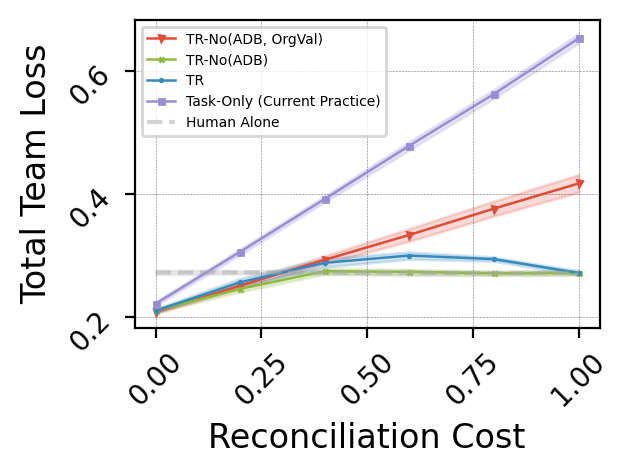 Total Team Loss
0.6
0.4
0.2
TR-No(ADB, OrgVal)
TR-No(ADB)
TR
Task-Only (Current Practice)
Human Alone
0.00
0.25
0.50
0.75
1.00
Reconciliation Cost